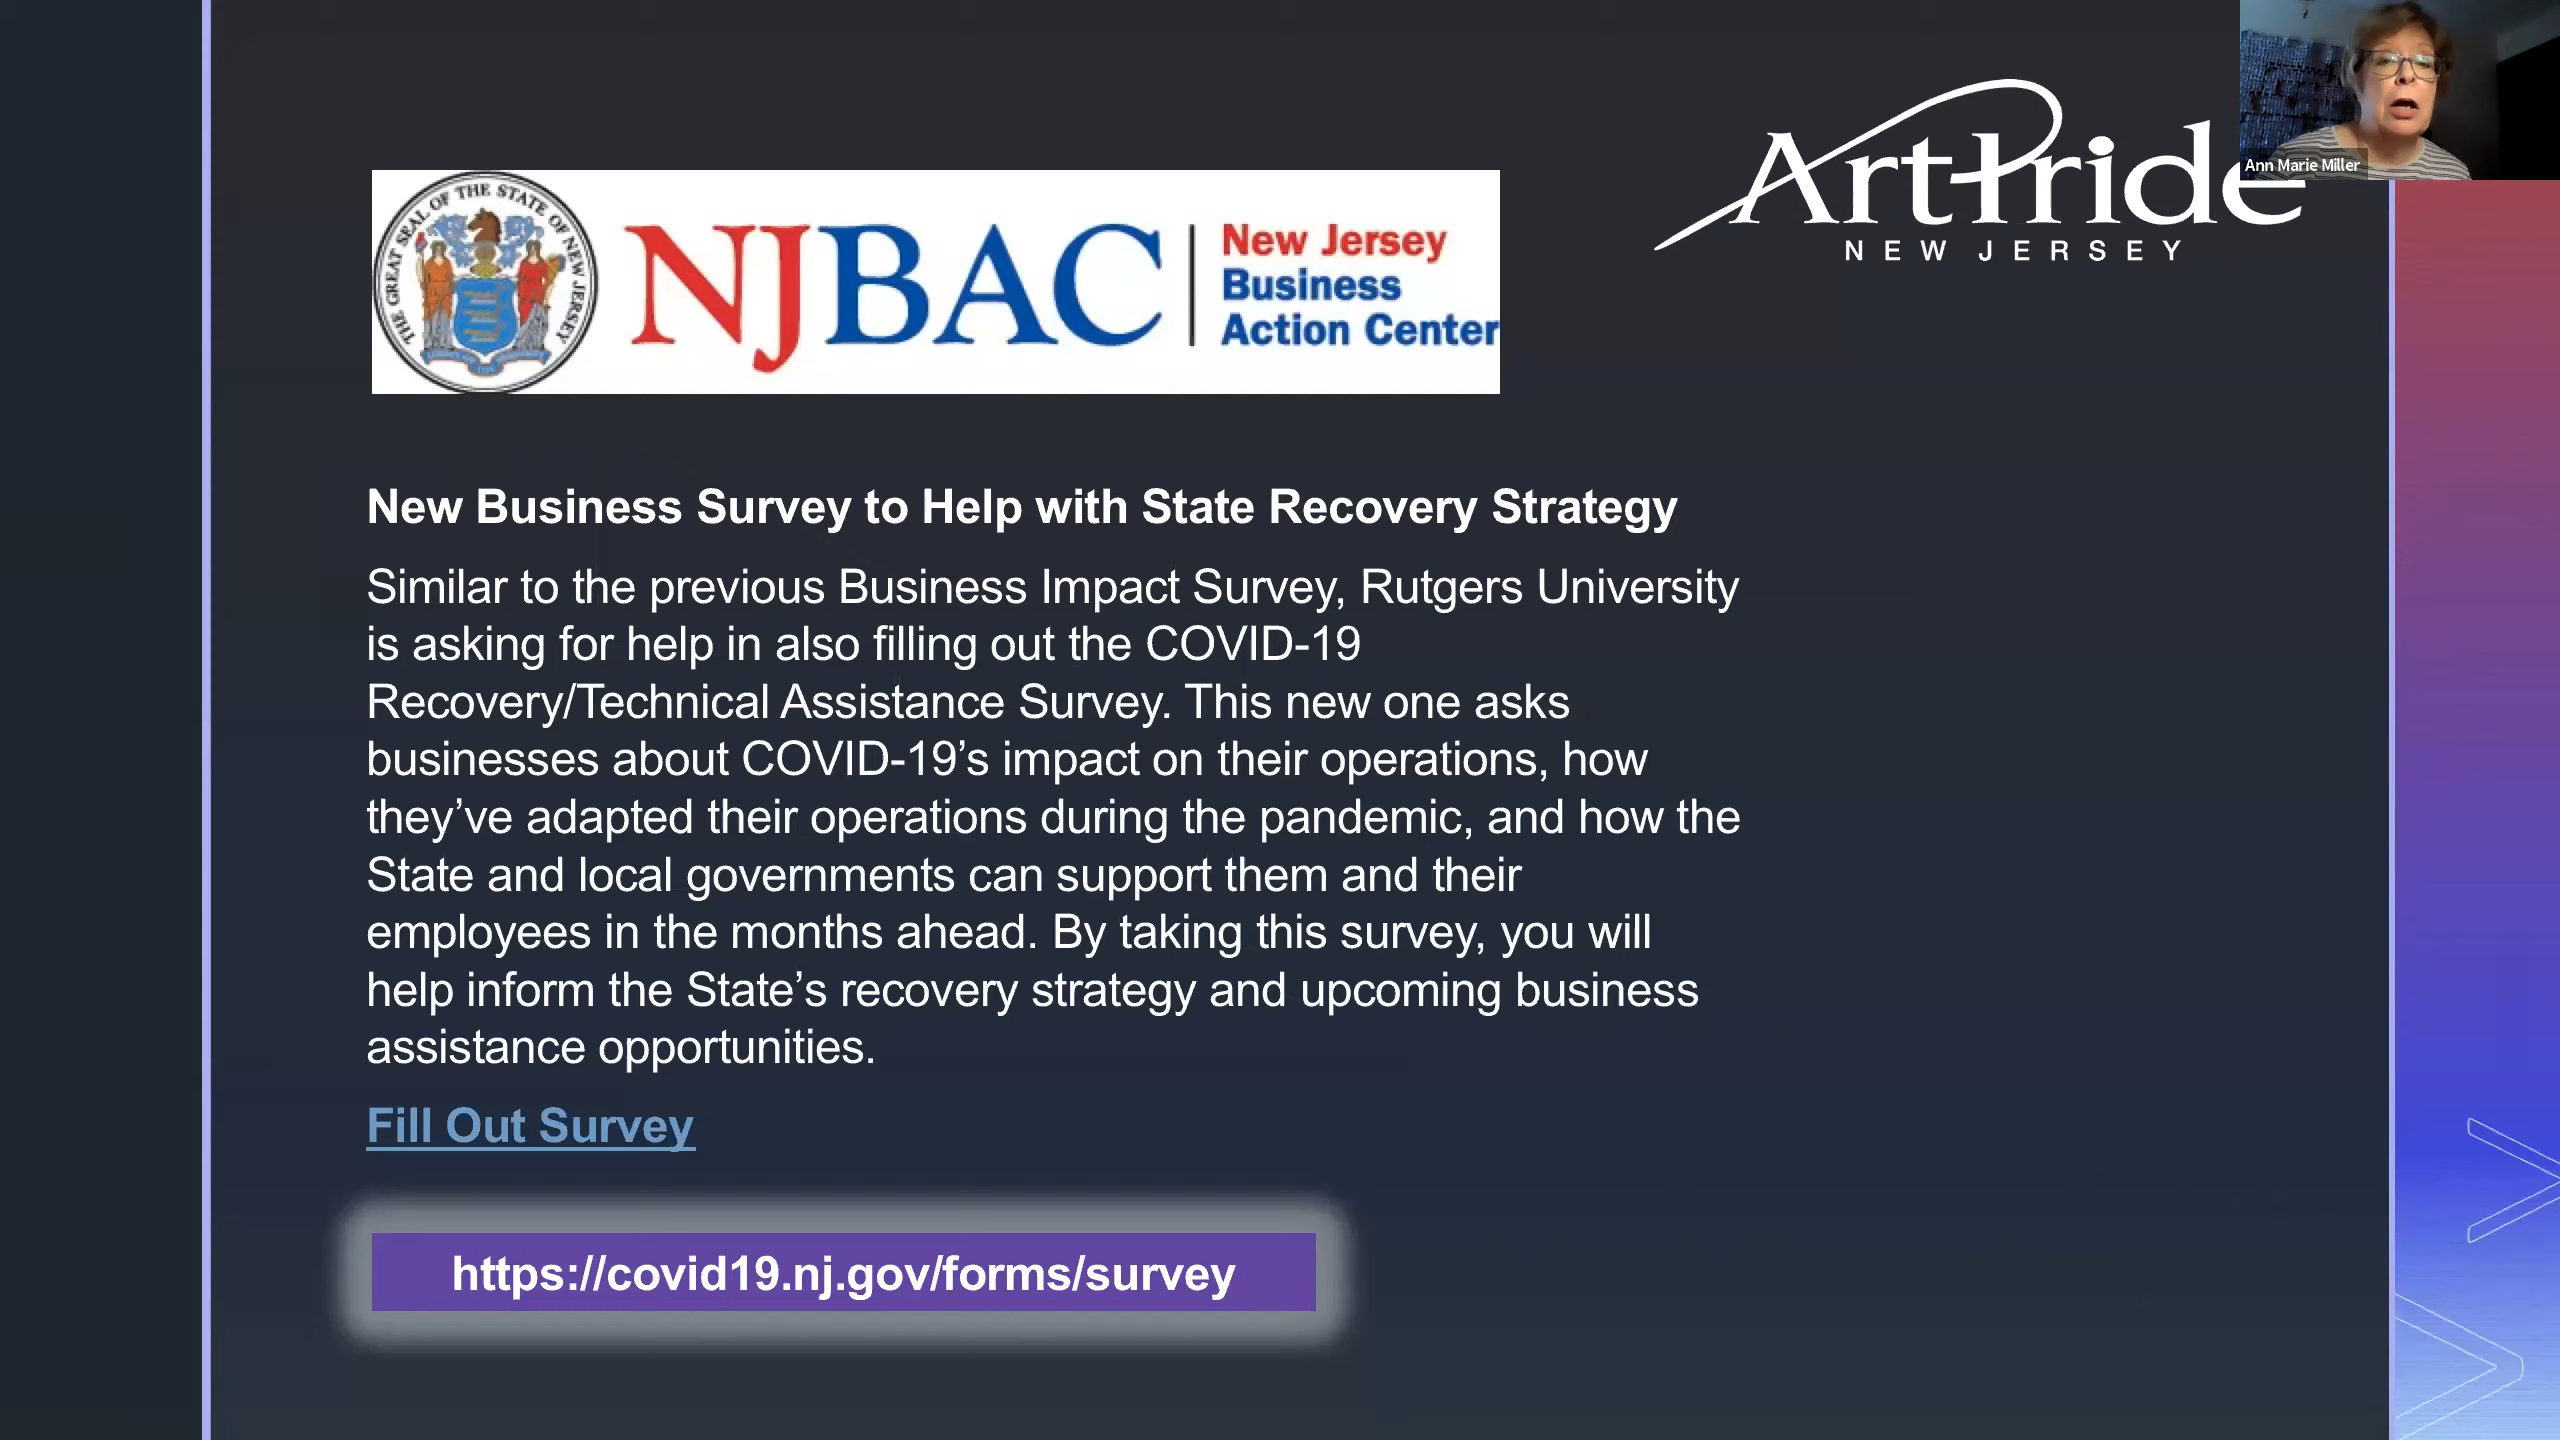 THE GREAT SEAL OF THE STATE OF NEW JERSEY
NJBAC
New Jersey
Business
Action Center
ArtPride
NEW JERSEY
Ann Marie Miller
New Business Survey to Help with State Recovery Strategy
Similar to the previous Business Impact Survey, Rutgers University
is asking for help in also filling out the COVID-19
Recovery/Technical Assistance Survey. This new one asks
businesses about COVID-19’s impact on their operations, how
they’ve adapted their operations during the pandemic, and how the
State and local governments can support them and their
employees in the months ahead. By taking this survey, you will
help inform the State’s recovery strategy and upcoming business
assistance opportunities.
Fill Out Survey
https://covid19.nj.gov/forms/survey